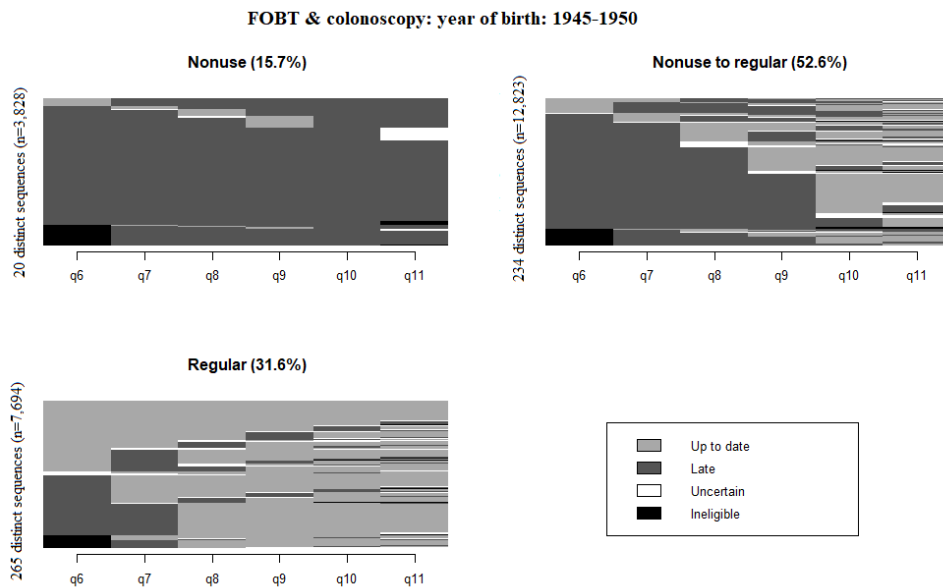 FOBT & colonoscopy: year of birth: 1945-1950
Nonuse (15.7%)
20 distinct sequences (n=3,828)
q6 q7 q8 q9 q10 q11
Nonuse to regular (52.6%)
234 distinct sequences (n=12,823)
q6 q7 q8 q9 q10 q11
Regular (31.6%)
265 distinct sequences (n=7,694)
q6 q7 q8 q9 q10 q11
Up to date
Late
Uncertain
Ineligible